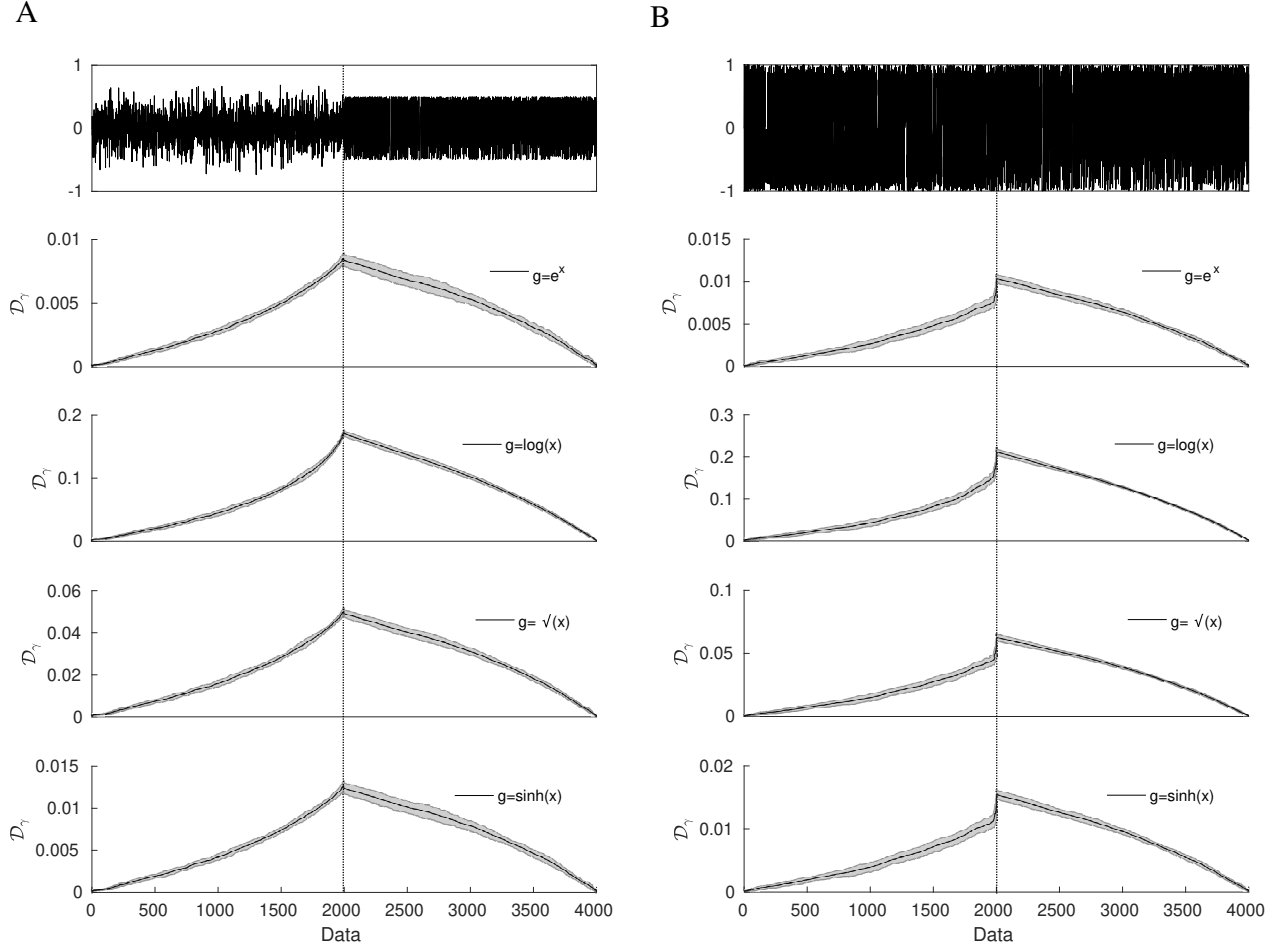 A
1
0
-1
0.01
0.005
0
𝒟γ
g=eˣ
0.2
0.1
0
𝒟γ
g=log(x)
0.06
0.04
0.02
0
𝒟γ
g= √(x)
0.015
0.01
0.005
0
𝒟γ
g=sinh(x)
0 500 1000 1500 2000 2500 3000 3500 4000
Data
B
1
0
-1
0.015
0.01
0.005
0
𝒟γ
g=eˣ
0.3
0.2
0.1
0
𝒟γ
g=log(x)
0.1
0.05
0
𝒟γ
g= √(x)
0.02
0.01
0
𝒟γ
g=sinh(x)
0 500 1000 1500 2000 2500 3000 3500 4000
Data